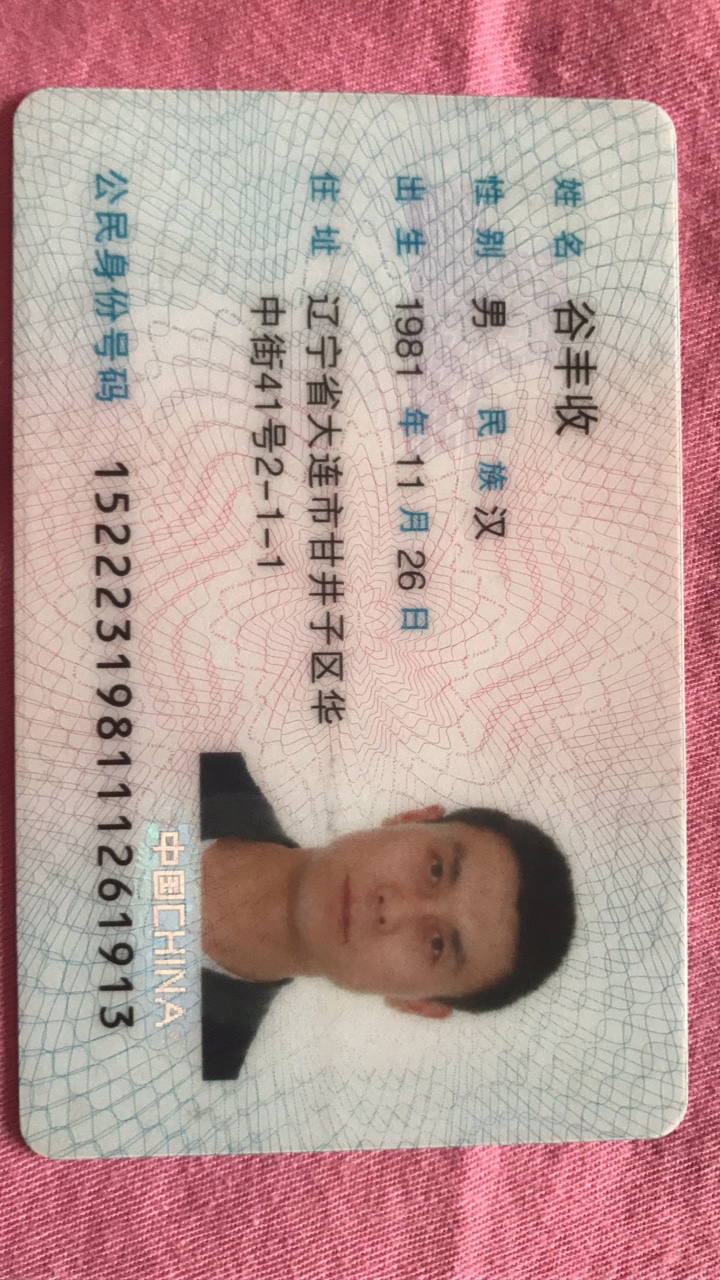 姓名 谷丰收
性别 男 民族 汉
出生 1981 年 11 月 26 日
住址 辽宁省大连市甘井子区华
中街41号2-1-1
公民身份号码 152223198111261913
中国CHINA